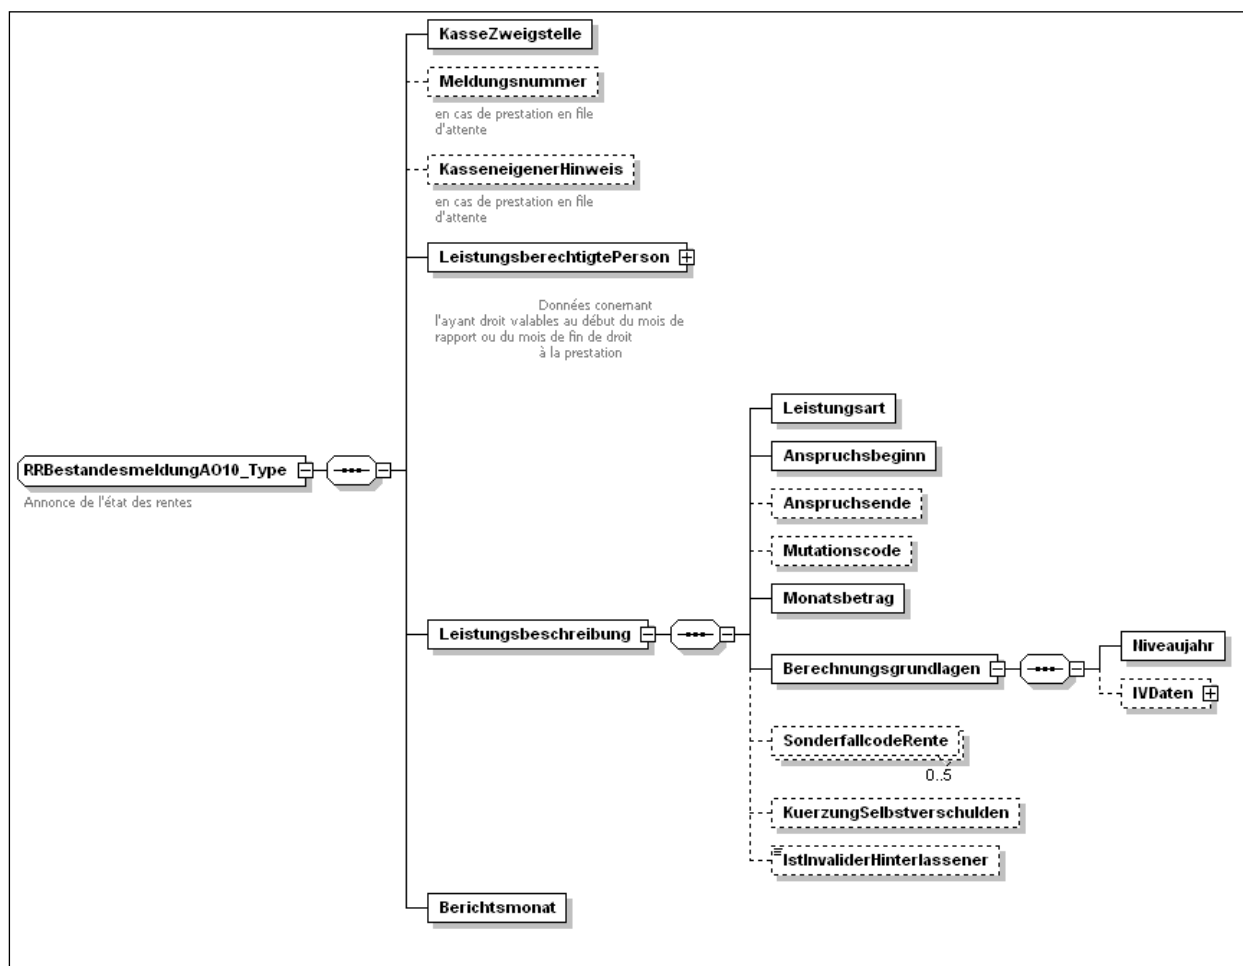 KasseZweigstelle
Meldungsnummer
en cas de prestation en file
d'attente
KasseneigenerHinweis
en cas de prestation en file
d'attente
LeistungsberechtigtePerson
Données conernant
l'ayant droit valables au début du mois de
rapport ou du mois de fin de droit
à la prestation
RRBestandesmeldungAO10_Type
Annonce de l'état des rentes
Leistungsbeschreibung
Leistungsart
Anspruchsbeginn
Anspruchsende
Mutationscode
Monatsbetrag
Berechnungsgrundlagen
Niveaujahr
IVDaten
SonderfallcodeRente
0..5
KuerzungSelbstverschulden
IstInvaliderHinterlassener
Berichtsmonat